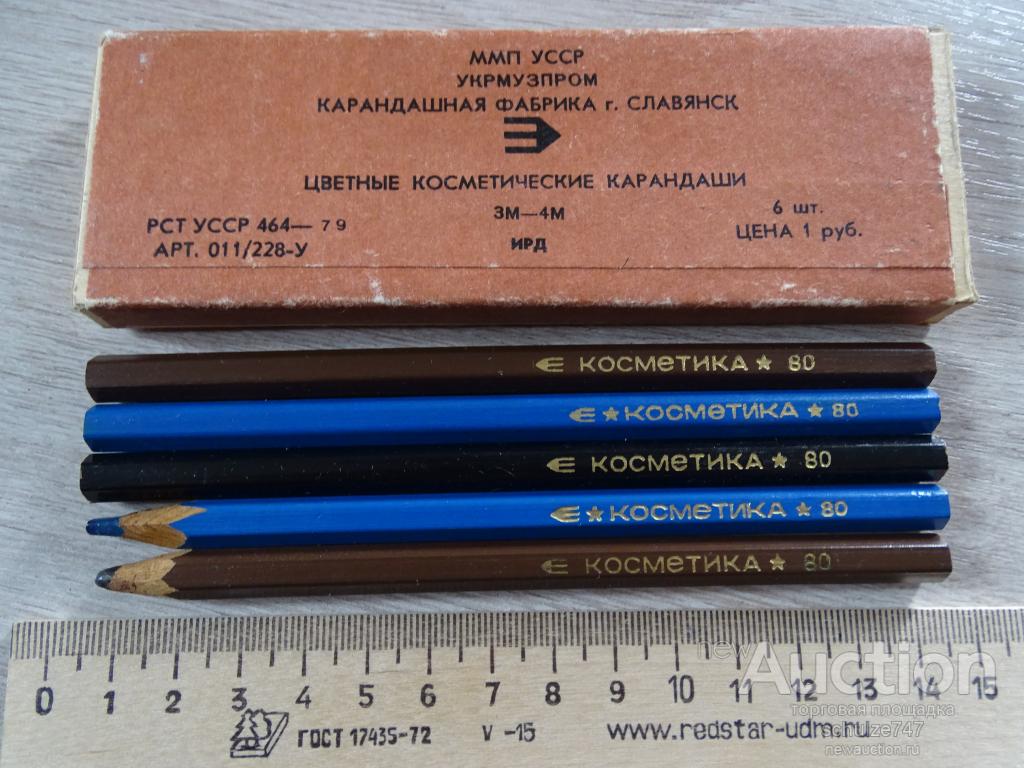 ММП УССР
УКРМУЗПРОМ
КАРАНДАШНАЯ ФАБРИКА г. СЛАВЯНСК
ЦВЕТНЫЕ КОСМЕТИЧЕСКИЕ КАРАНДАШИ
3М—4М
ИРД
РСТ УССР 464— 79
АРТ. 011/228-У
6 шт.
ЦЕНА 1 руб.
КОСМЕТИКА ★ 80
★ КОСМЕТИКА ★ 80
КОСМЕТИКА ★ 80
★ КОСМЕТИКА ★ 80
КОСМЕТИКА ★ 80
0 1 2 3 4 5 6 7 8 9 10 11 12 13 14 15
ГОСТ 17435-72 V -15 www.redstar-udm.ru
newAuction
торговая площадка
schulze747
newauction.ru